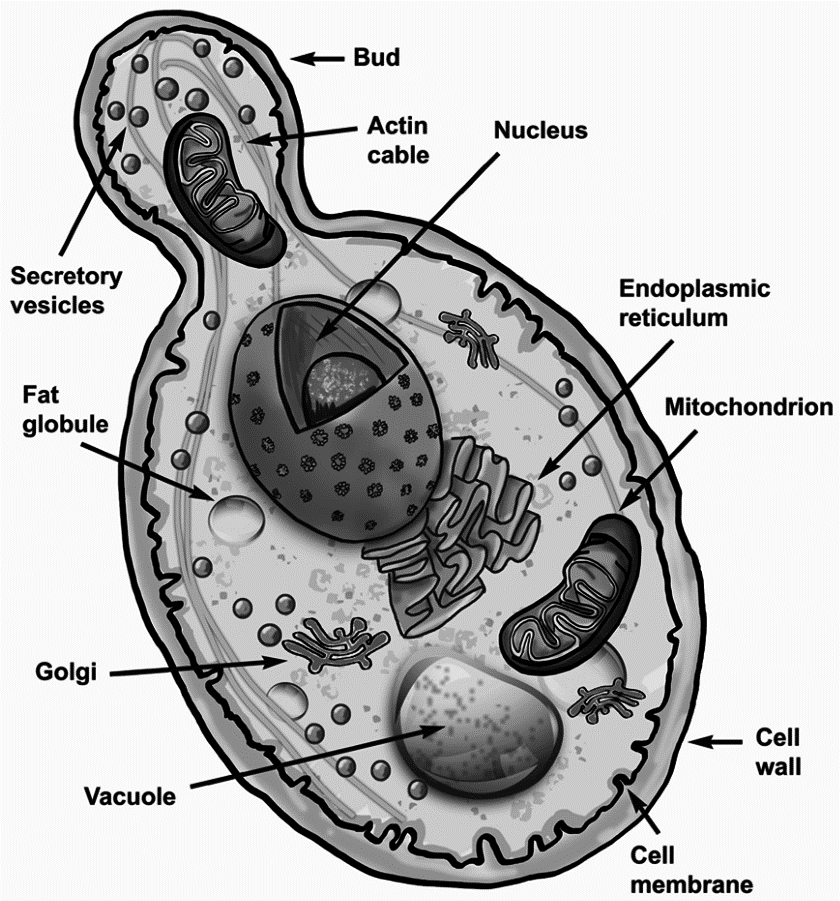 Bud
Actin
cable
Nucleus
Secretory
vesicles
Endoplasmic
reticulum
Fat
globule
Mitochondrion
Golgi
Vacuole
Cell
wall
Cell
membrane